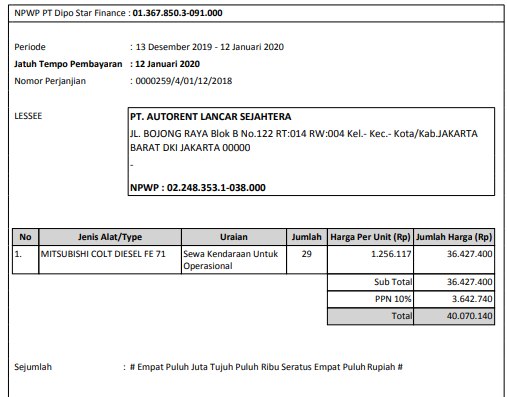 NPWP PT Dipo Star Finance : 01.367.850.3-091.000
Periode : 13 Desember 2019 - 12 Januari 2020
Jatuh Tempo Pembayaran : 12 Januari 2020
Nomor Perjanjian : 0000259/4/01/12/2018
LESSEE
PT. AUTORENT LANCAR SEJAHTERA
JL. BOJONG RAYA Blok B No.122 RT:014 RW:004 Kel.- Kec.- Kota/Kab.JAKARTA
BARAT DKI JAKARTA 00000
-
NPWP : 02.248.353.1-038.000
No Jenis Alat/Type Uraian Jumlah Harga Per Unit (Rp) Jumlah Harga (Rp)
1. MITSUBISHI COLT DIESEL FE 71 Sewa Kendaraan Untuk 29 1.256.117 36.427.400
Operasional
Sub Total 36.427.400
PPN 10% 3.642.740
Total 40.070.140
Sejumlah : # Empat Puluh Juta Tujuh Puluh Ribu Seratus Empat Puluh Rupiah #